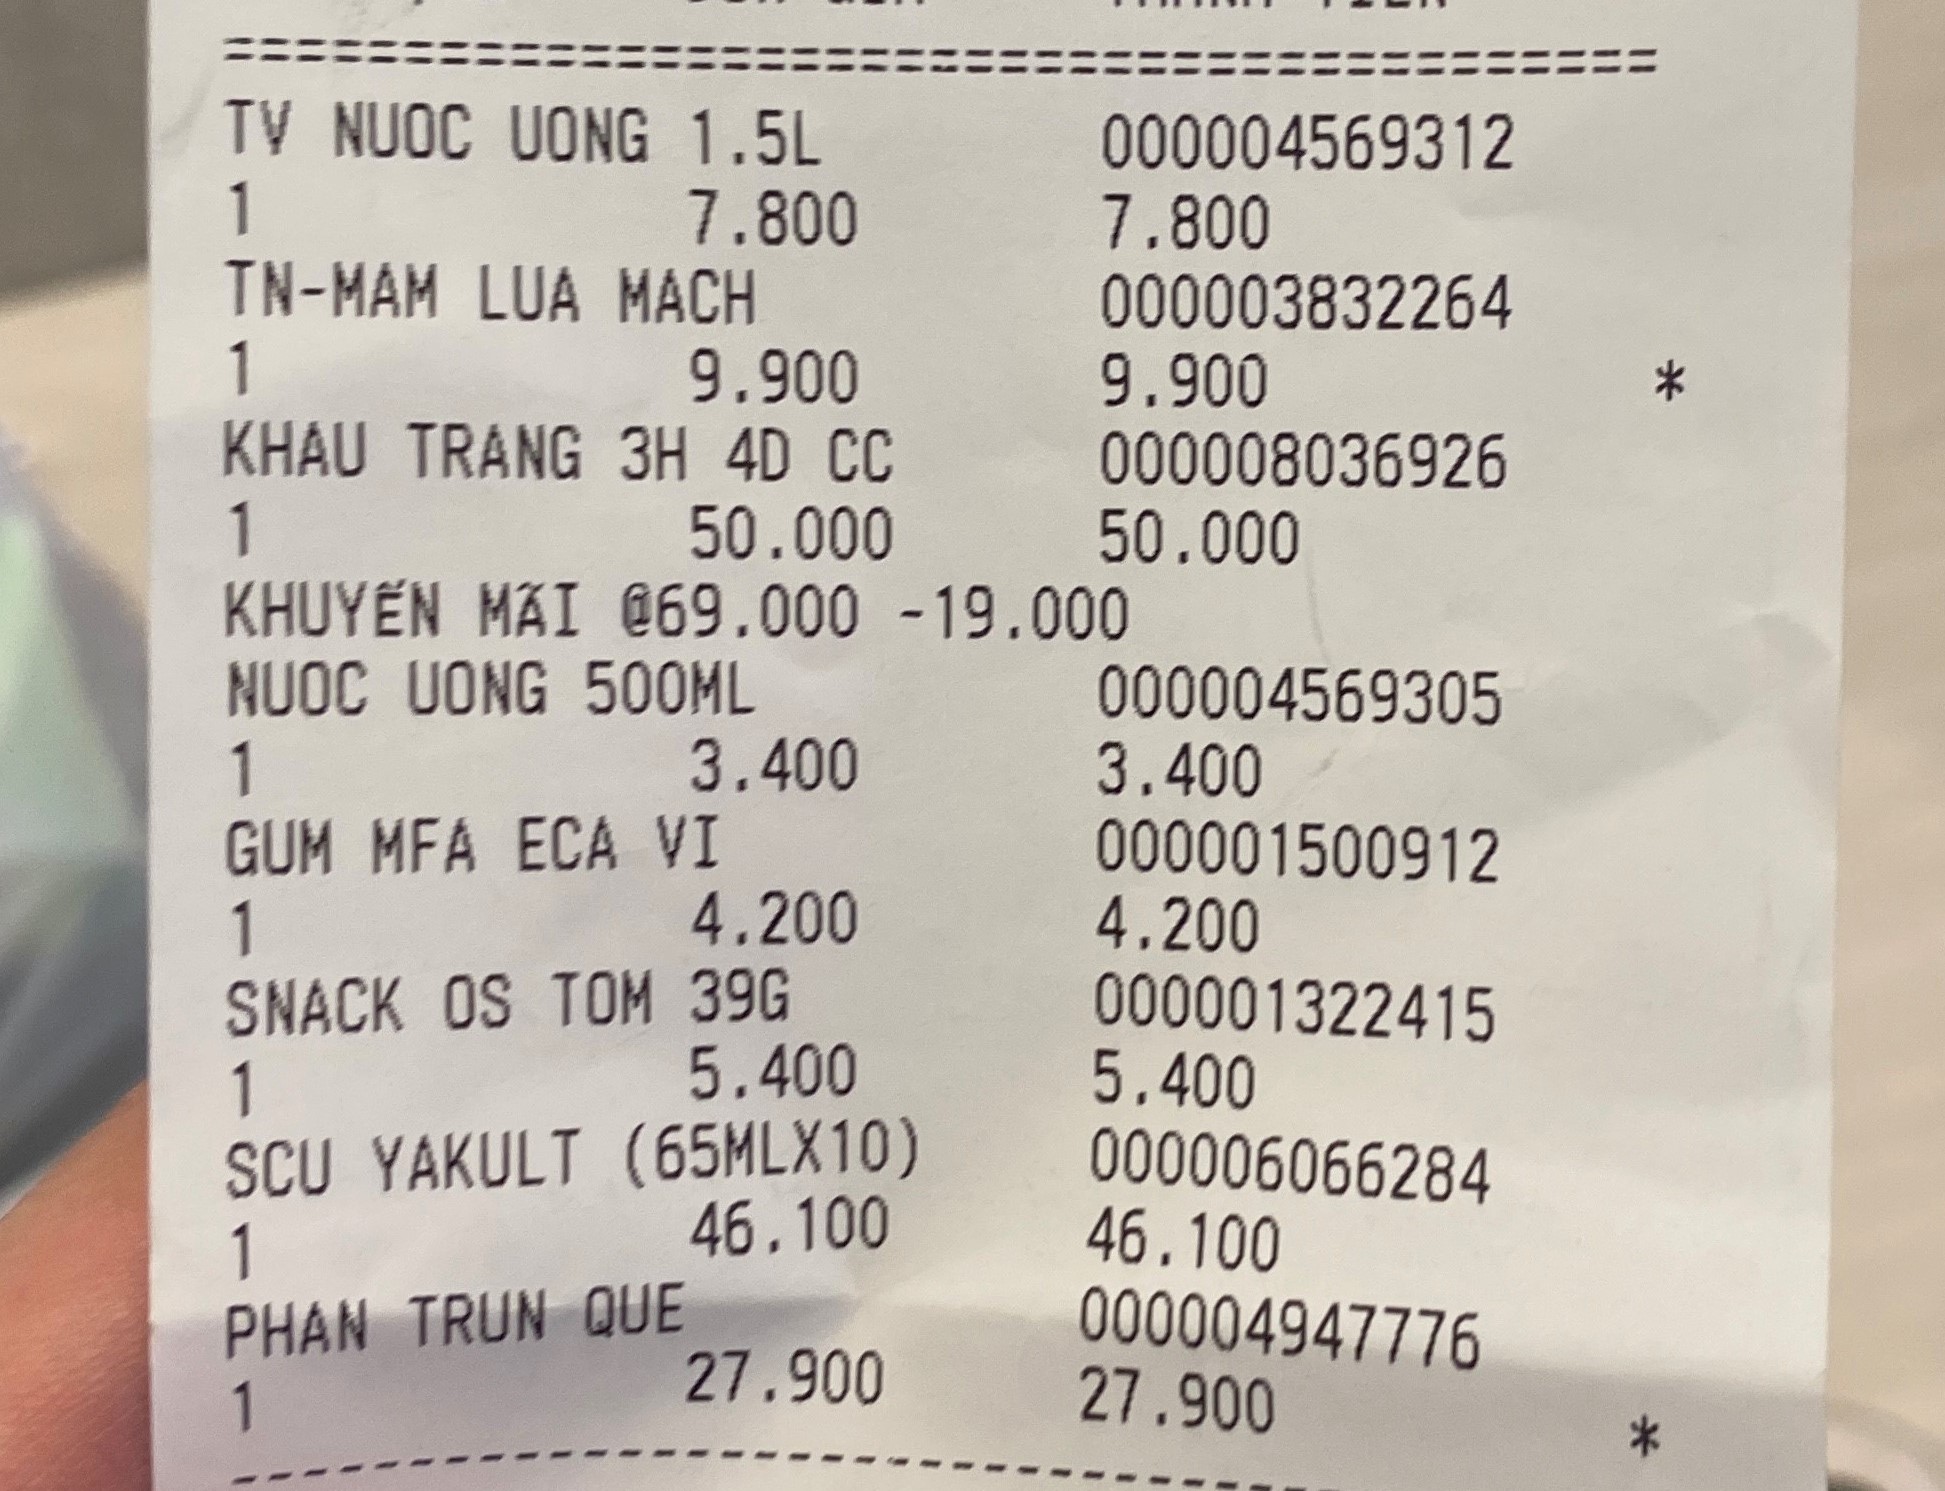 ==========================================
TV NUOC UONG 1.5L 000004569312
1 7.800 7.800
TN-MAM LUA MACH 000003832264
1 9.900 9.900 *
KHAU TRANG 3H 4D CC 000008036926
1 50.000 50.000
KHUYẾN MÃI @69.000 -19.000
NUOC UONG 500ML 000004569305
1 3.400 3.400
GUM MFA ECA VI 000001500912
1 4.200 4.200
SNACK OS TOM 39G 000001322415
1 5.400 5.400
SCU YAKULT (65MLX10) 000006066284
1 46.100 46.100
PHAN TRUN QUE 000004947776
1 27.900 27.900 *